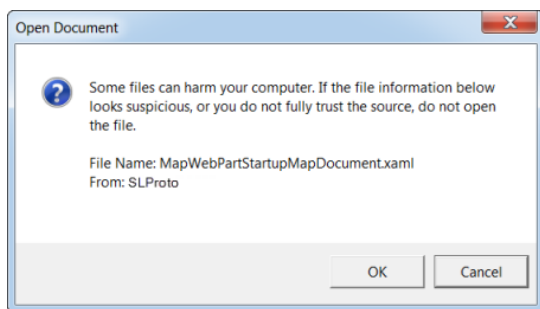 Open Document
Some files can harm your computer. If the file information below
looks suspicious, or you do not fully trust the source, do not open
the file.
File Name: MapWebPartStartupMapDocument.xaml
From: SLProto
OK Cancel